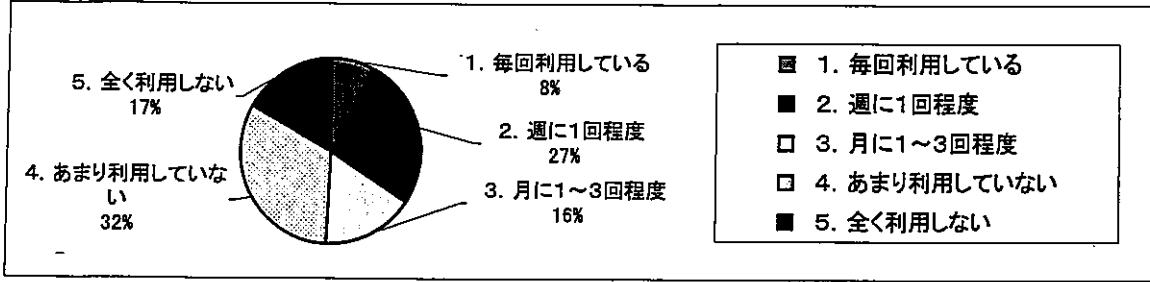 1. 毎回利用している
8%
2. 週に1回程度
27%
3. 月に1～3回程度
16%
4. あまり利用していな
い
32%
5. 全く利用しない
17%
1. 毎回利用している
2. 週に1回程度
3. 月に1～3回程度
4. あまり利用していない
5. 全く利用しない